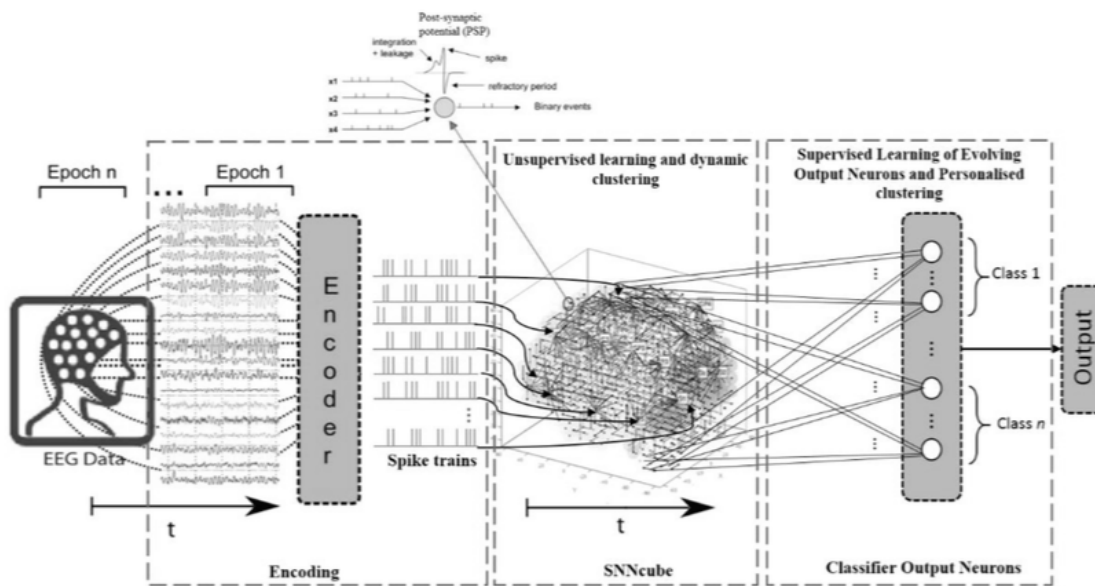 Post-synaptic
potential (PSP)
integration
+ leakage
spike
refractory period
x1
x2
x3
x4
Binary events
Epoch n
...
Epoch 1
Unsupervised learning and dynamic
clustering
Supervised Learning of Evolving
Output Neurons and Personalised
clustering
Encoder
Class 1
Class n
Output
EEG Data
Spike trains
t
t
Encoding
SNNcube
Classifier Output Neurons